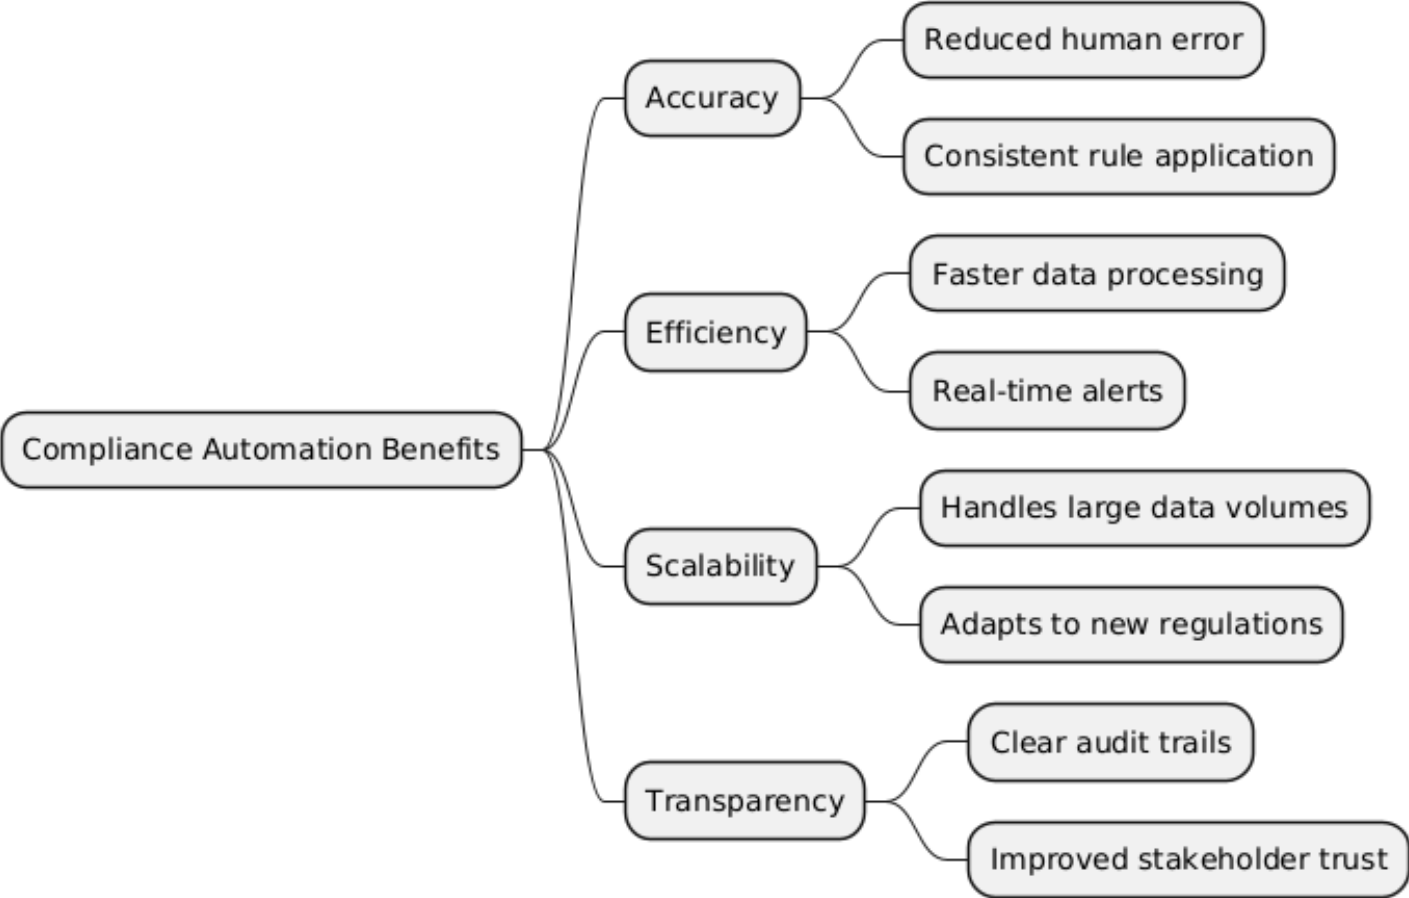 Compliance Automation Benefits
Accuracy
Reduced human error
Consistent rule application
Efficiency
Faster data processing
Real-time alerts
Scalability
Handles large data volumes
Adapts to new regulations
Transparency
Clear audit trails
Improved stakeholder trust